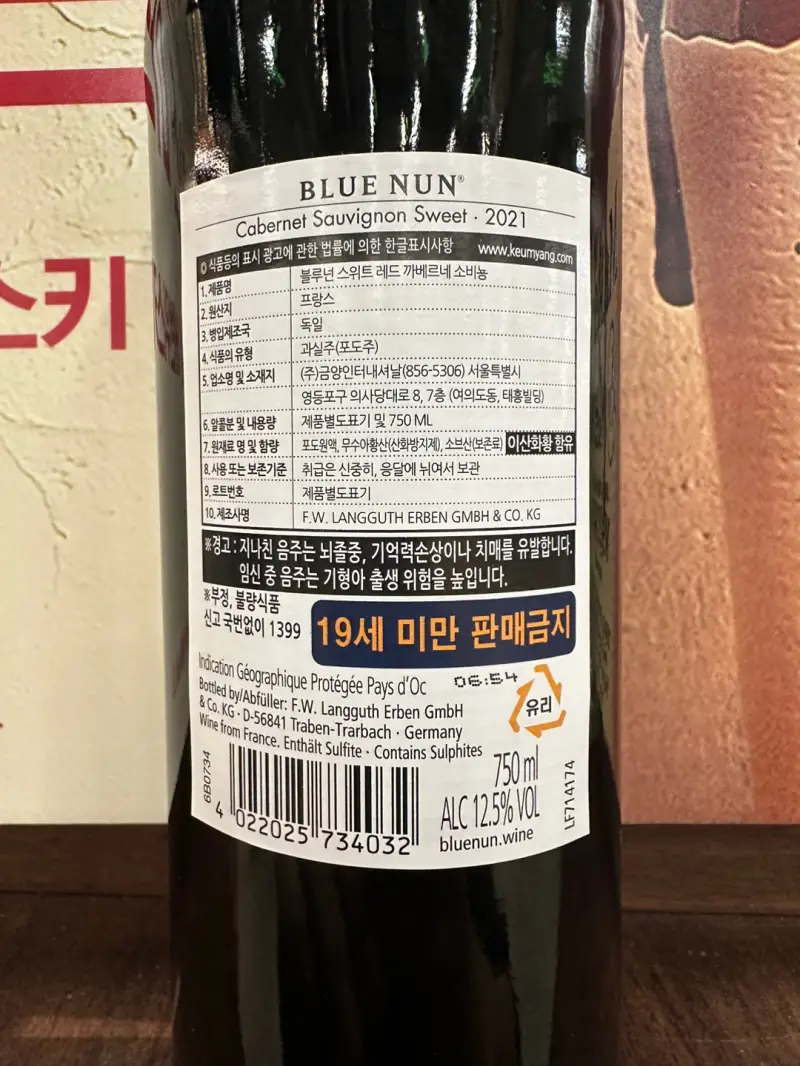 BLUE NUN®
Cabernet Sauvignon Sweet · 2021
◎ 식품등의 표시 광고에 관한 법률에 의한 한글표시사항 www.keumyang.com
1. 제품명 블루넌 스위트 레드 까베르네 소비뇽
2. 원산지 프랑스
3. 병입제조국 독일
4. 식품의 유형 과실주(포도주)
5. 업소명 및 소재지 (주)금양인터내셔날(856-5306) 서울특별시
영등포구 의사당대로 8, 7층 (여의도동, 태흥빌딩)
6. 알콜분 및 내용량 제품별도표기 및 750 ML
7. 원재료 명 및 함량 포도원액, 무수아황산(산화방지제), 소브산(보존료) 이산화황 함유
8. 사용 또는 보존기준 취급은 신중히, 응달에 뉘여서 보관
9. 로트번호 제품별도표기
10. 제조사명 F.W. LANGGUTH ERBEN GMBH & CO. KG
※경고 : 지나친 음주는 뇌졸중, 기억력손상이나 치매를 유발합니다.
임신 중 음주는 기형아 출생 위험을 높입니다.
※부정, 불량식품
신고 국번없이 1399
19세 미만 판매금지
Indication Géographique Protégée Pays d'Oc
06:54
유리
Bottled by/Abfüller: F.W. Langguth Erben GmbH
& Co. KG · D-56841 Traben-Trarbach · Germany
Wine from France. Enthält Sulfite · Contains Sulphites
6B0734
4 022025 734032
750 ml
ALC 12.5% VOL
bluenun.wine
LF714174
스키